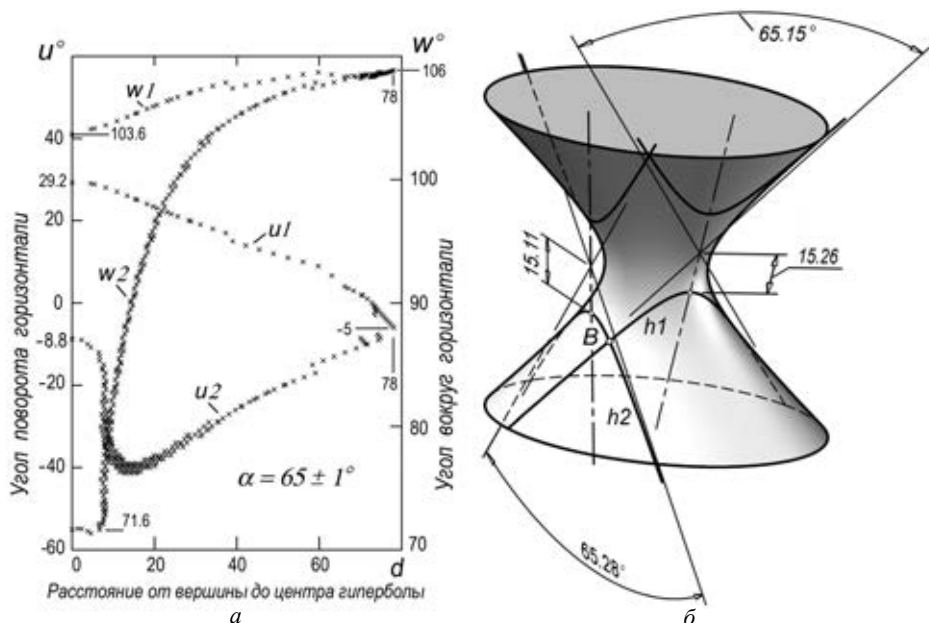 u°
w°
65.15°
w1
106
78
40
103.6
29.2
100
20
u1
15.11
15.26
w2
0
90
-5
B
h1
-8.8
78
-20
u2
80
h2
-40
α = 65 ± 1°
71.6
-60
70
65.28°
0
20
40
60
d
Угол поворота горизонтали
Угол вокруг горизонтали
Расстояние от вершины до центра гиперболы
а
б